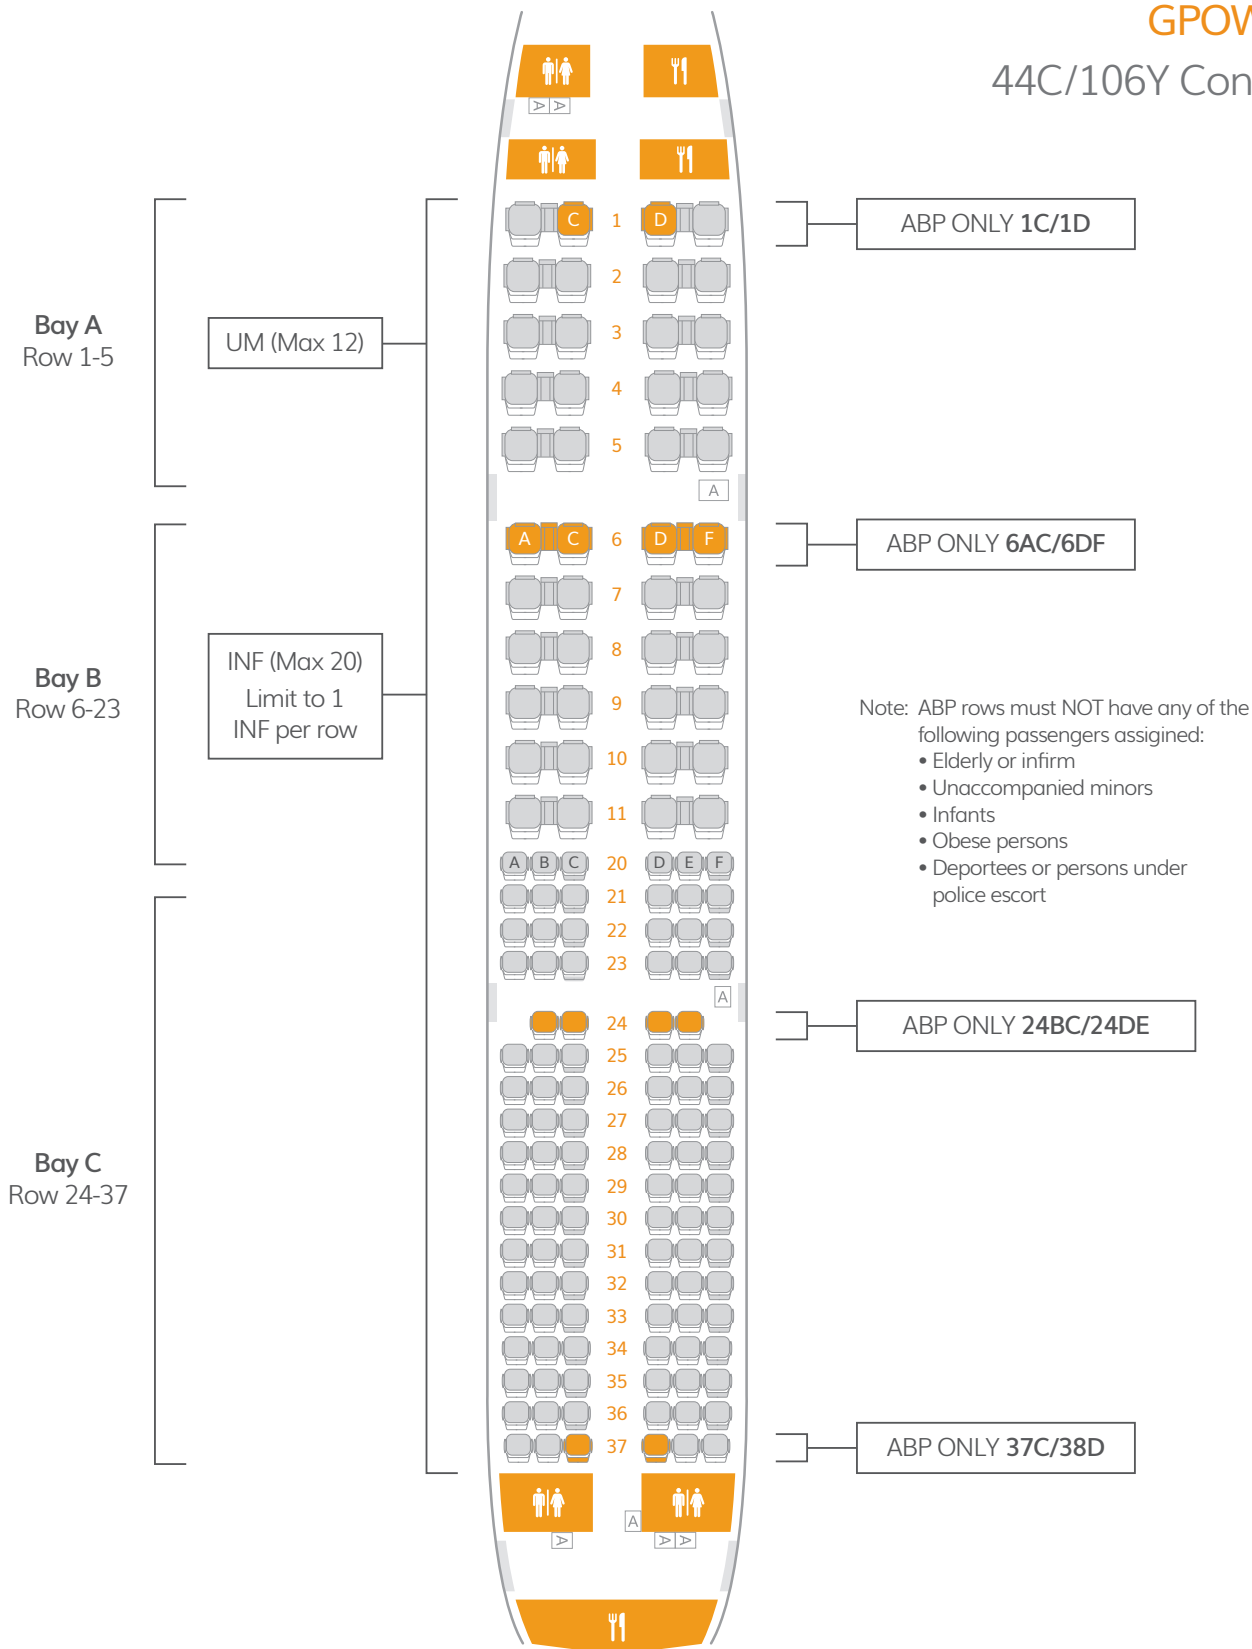 GPOW
44C/106Y Con
A A
C 1 D
ABP ONLY 1C/1D
2
Bay A
Row 1-5
UM (Max 12)
3
4
5
A
A C 6 D F
ABP ONLY 6AC/6DF
7
8
Bay B
Row 6-23
INF (Max 20)
Limit to 1
INF per row
9
10
11
Note: ABP rows must NOT have any of the
following passengers assigined:
• Elderly or infirm
• Unaccompanied minors
• Infants
• Obese persons
• Deportees or persons under
police escort
A B C 20 D E F
21
22
23
A
24
ABP ONLY 24BC/24DE
25
26
27
28
Bay C
Row 24-37
29
30
31
32
33
34
35
36
37
ABP ONLY 37C/38D
A
A
A A